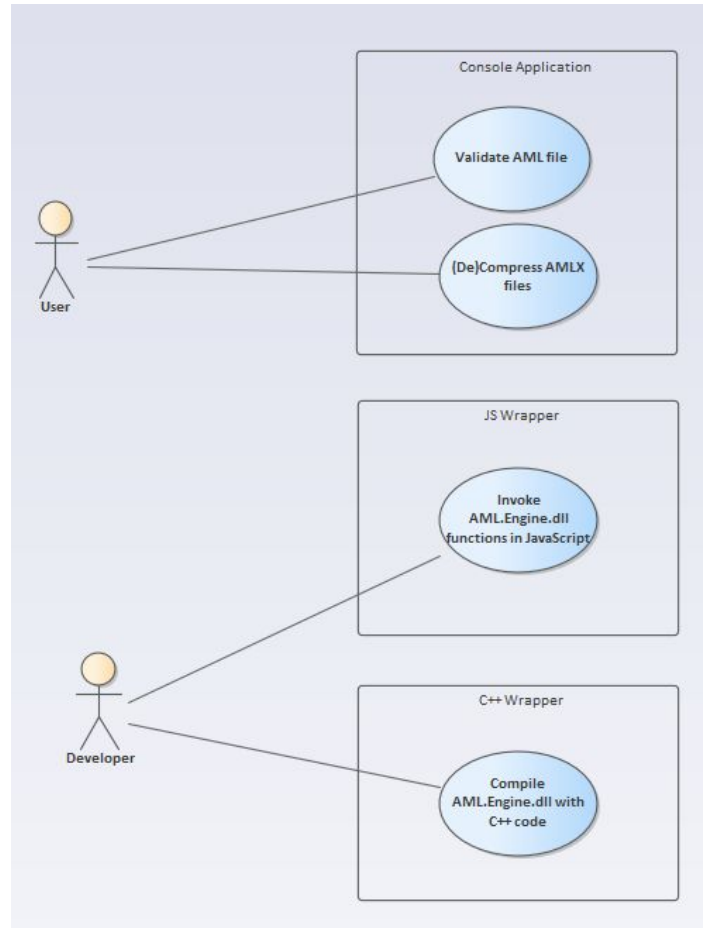 Console Application
Validate AML file
(De)Compress AMLX
files
User
JS Wrapper
Invoke
AML.Engine.dll
functions in JavaScript
Developer
C++ Wrapper
Compile
AML.Engine.dll with
C++ code